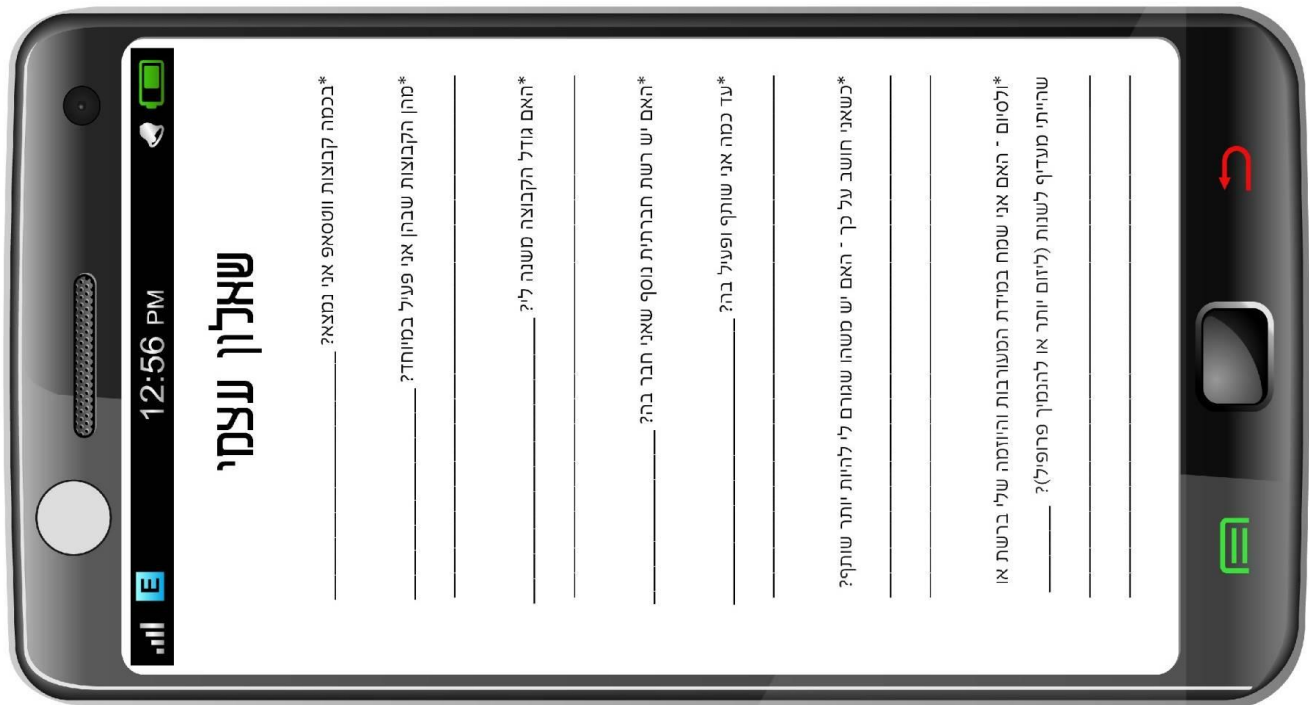 E 12:56 PM
שאלון עצמי
*בכמה קבוצות ווטסאפ אני נמצא?
*מהן הקבוצות שבהן אני פעיל במיוחד?
*האם גודל הקבוצה משנה לי?
*האם יש רשת חברתית נוסף שאני חבר בה?
*עד כמה אני שותף ופעיל בה?
*כשאני חושב על כך - האם יש משהו שגורם לי להיות יותר שותף?
*ולסיום - האם אני שמח במידת המעורבות והיוזמה שלי ברשת או
שהייתי מעדיף לשנות (ליזום יותר או להנמיך פרופיל)?